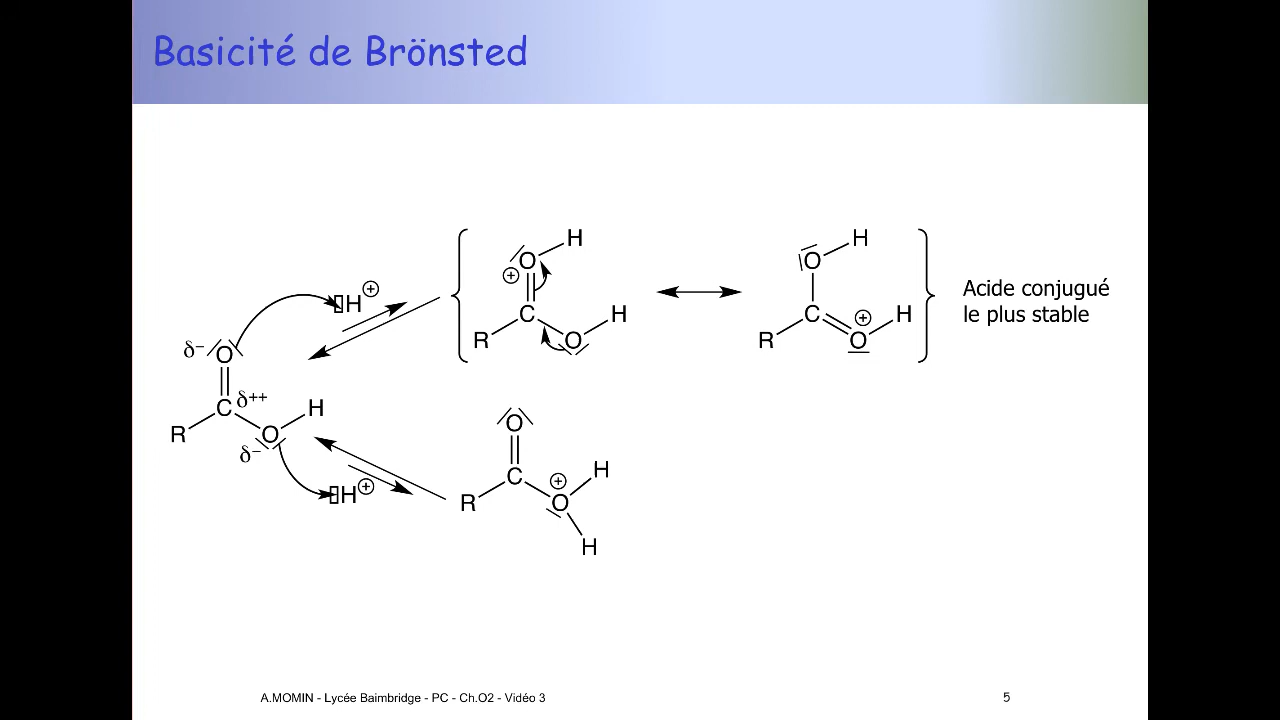 Basicité de Brönsted
H
O
⊕
C
R
O
H
H
O
C
R
⊕
O
H
Acide conjugué
le plus stable
H⊕
δ−
O
C
δ++
R
O
H
δ−
H⊕
O
C
R
⊕
O
H
H
A.MOMIN - Lycée Baimbridge - PC - Ch.O2 - Vidéo 3
5